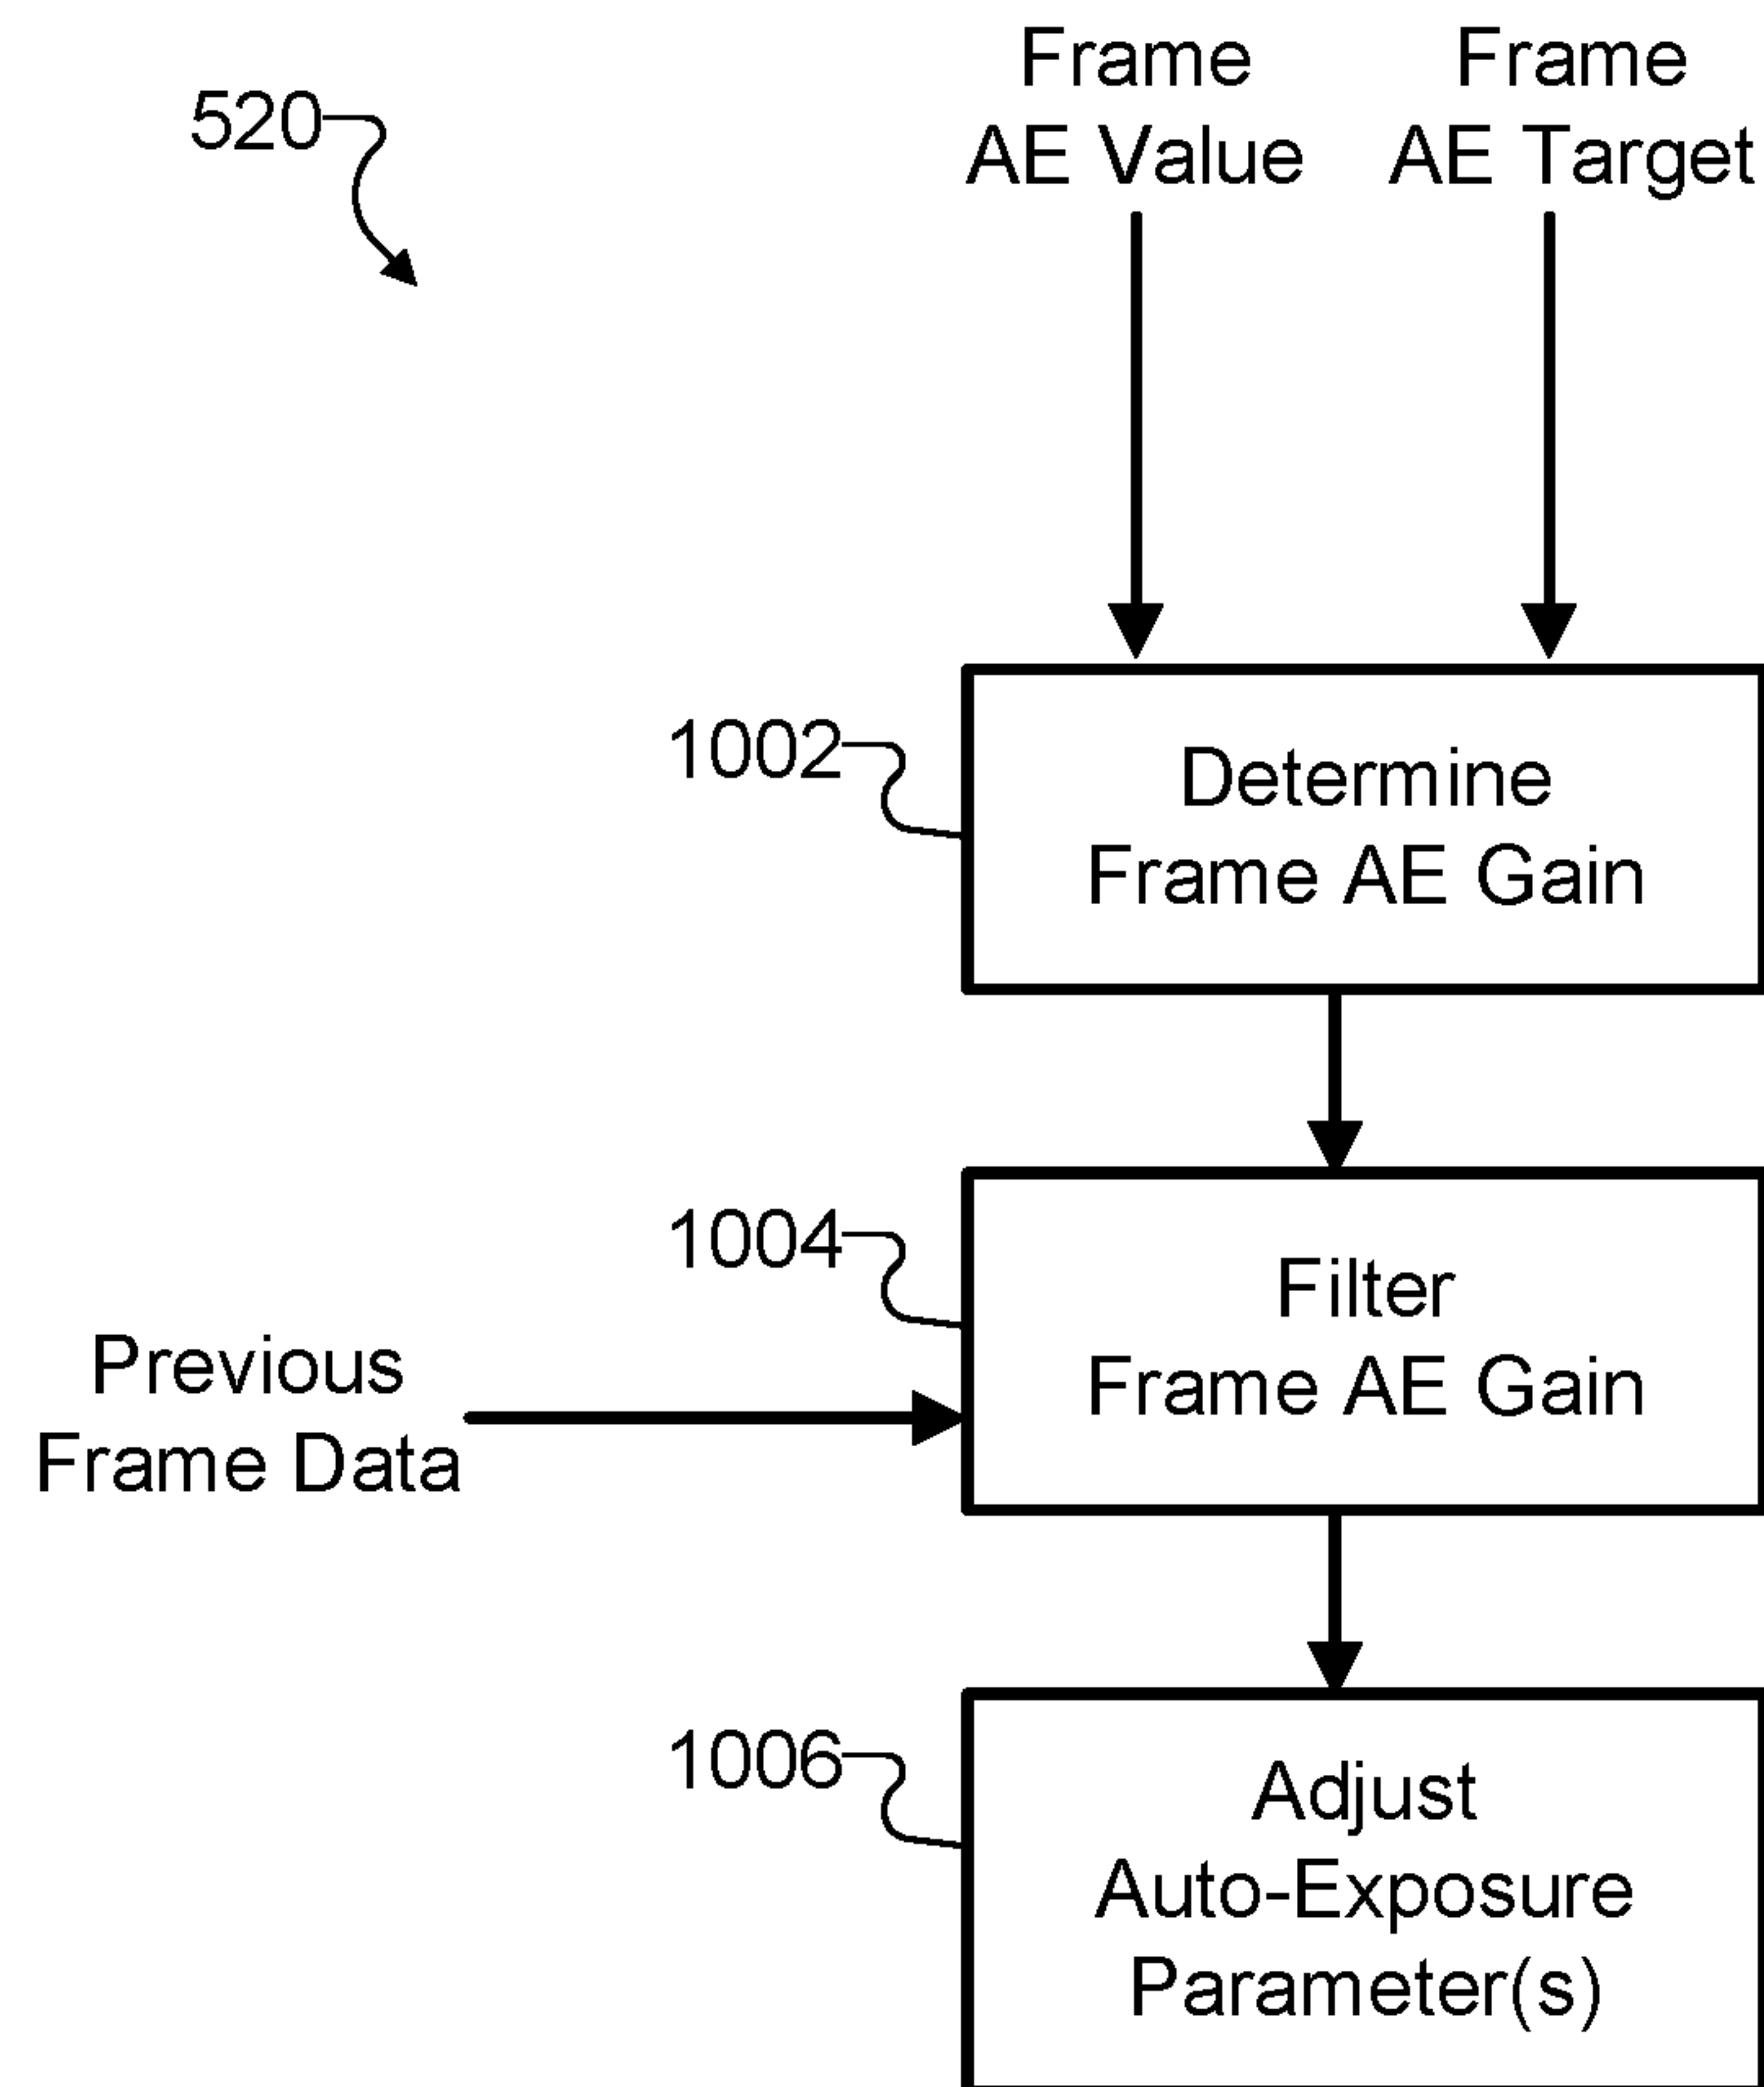 520
Frame
AE Value
Frame
AE Target
1002
Determine
Frame AE Gain
1004
Filter
Frame AE Gain
Previous
Frame Data
1006
Adjust
Auto-Exposure
Parameter(s)